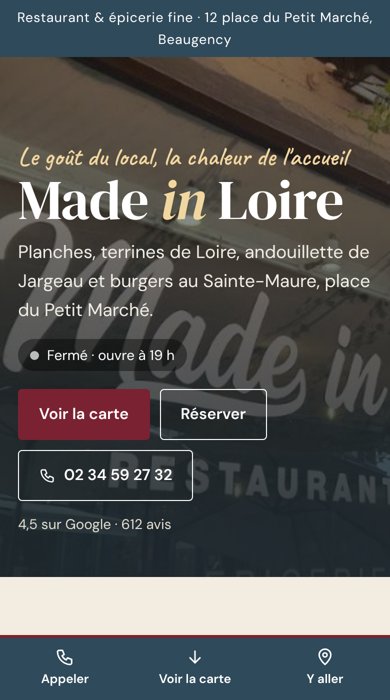 Restaurant & épicerie fine · 12 place du Petit Marché,
Beaugency
Le goût du local, la chaleur de l'accueil
Made in Loire
Planches, terrines de Loire, andouillette de
Jargeau et burgers au Sainte-Maure, place
du Petit Marché.
Fermé · ouvre à 19 h
Made in
Voir la carte
Réserver
02 34 59 27 32
RESTAURANT
4,5 sur Google · 612 avis
Appeler
Voir la carte
Y aller